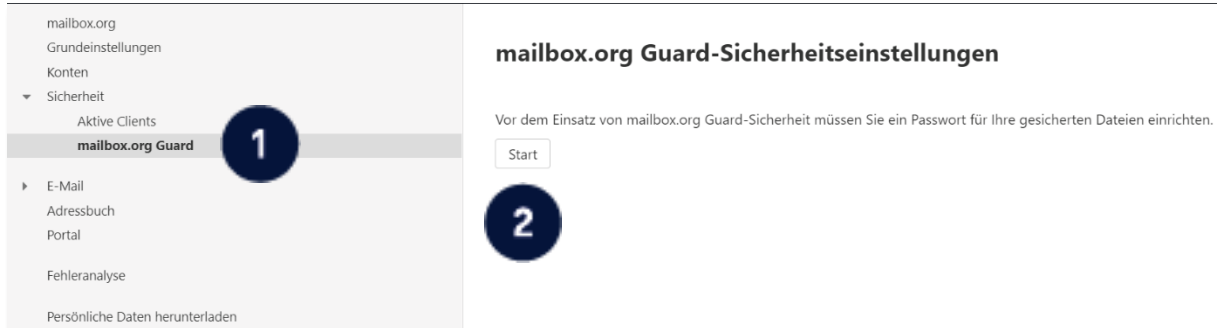 mailbox.org
Grundeinstellungen
Konten
Sicherheit
Aktive Clients
mailbox.org Guard
1
E-Mail
Adressbuch
Portal
Fehleranalyse
Persönliche Daten herunterladen
mailbox.org Guard-Sicherheitseinstellungen
Vor dem Einsatz von mailbox.org Guard-Sicherheit müssen Sie ein Passwort für Ihre gesicherten Dateien einrichten.
Start
2